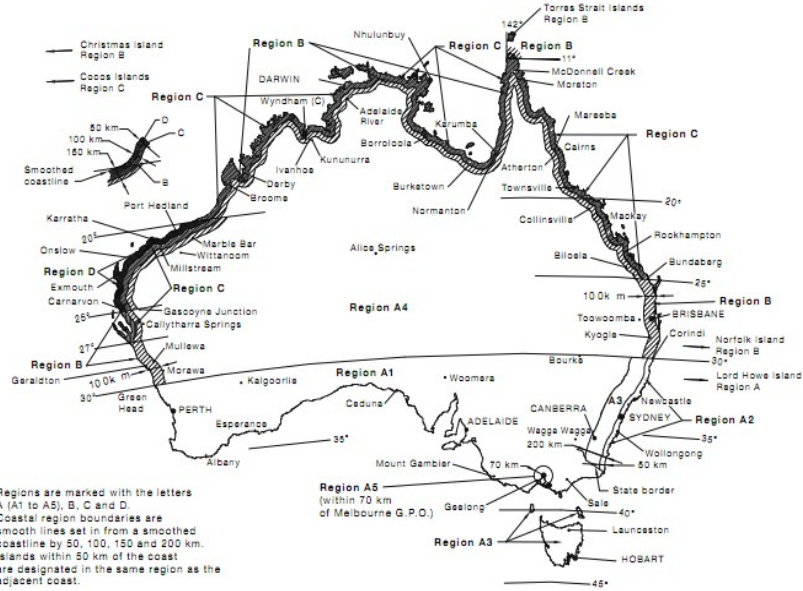 Torres Strait Islands
Region B
142°
Nhulunbuy
Region B
Region C
Region B
11°
Christmas Island
Region B
Cocos Islands
Region C
DARWIN
McDonnell Creek
Moreton
Region C
Wyndham (C)
Adelaide
River
Karumba
Mareeba
50 km
D
100 km
C
150 km
Borroloola
Cairns
Region C
Ivanhoe
Kununurra
Smoothed
coastline
B
Derby
Broome
Atherton
Burketown
Townsville
Port Hedland
Normanton
20°
Collinsville
Mackay
Karratha
20°
Marble Bar
Wittanoom
Millstream
Rockhampton
Onslow
Alice Springs
Biloela
Bundaberg
Region D
Exmouth
Region C
25°
Carnarvon
Gascoyne Junction
100k m
Region B
25°
Callytharra Springs
Region A4
Toowoomba
BRISBANE
Kyogle
Corindi
27°
Mullewa
Norfolk Island
Region B
Region B
Bourke
30°
Geraldton
100k m
Morawa
Region A1
Woomera
Lord Howe Island
Region A
30°
Green
Head
Kalgoorlie
Ceduna
A3
Newcastle
PERTH
CANBERRA
SYDNEY
Region A2
Esperance
ADELAIDE
Wagga Wagga
35°
35°
200 km
Wollongong
Albany
Mount Gambier
70 km
50 km
Region A5
(within 70 km
of Melbourne G.P.O.)
State border
Geelong
Sale
40°
Launceston
Region A3
HOBART
45°
Regions are marked with the letters
A (A1 to A5), B, C and D.
Coastal region boundaries are
smooth lines set in from a smoothed
coastline by 50, 100, 150 and 200 km.
Islands within 50 km of the coast
are designated in the same region as the
adjacent coast.